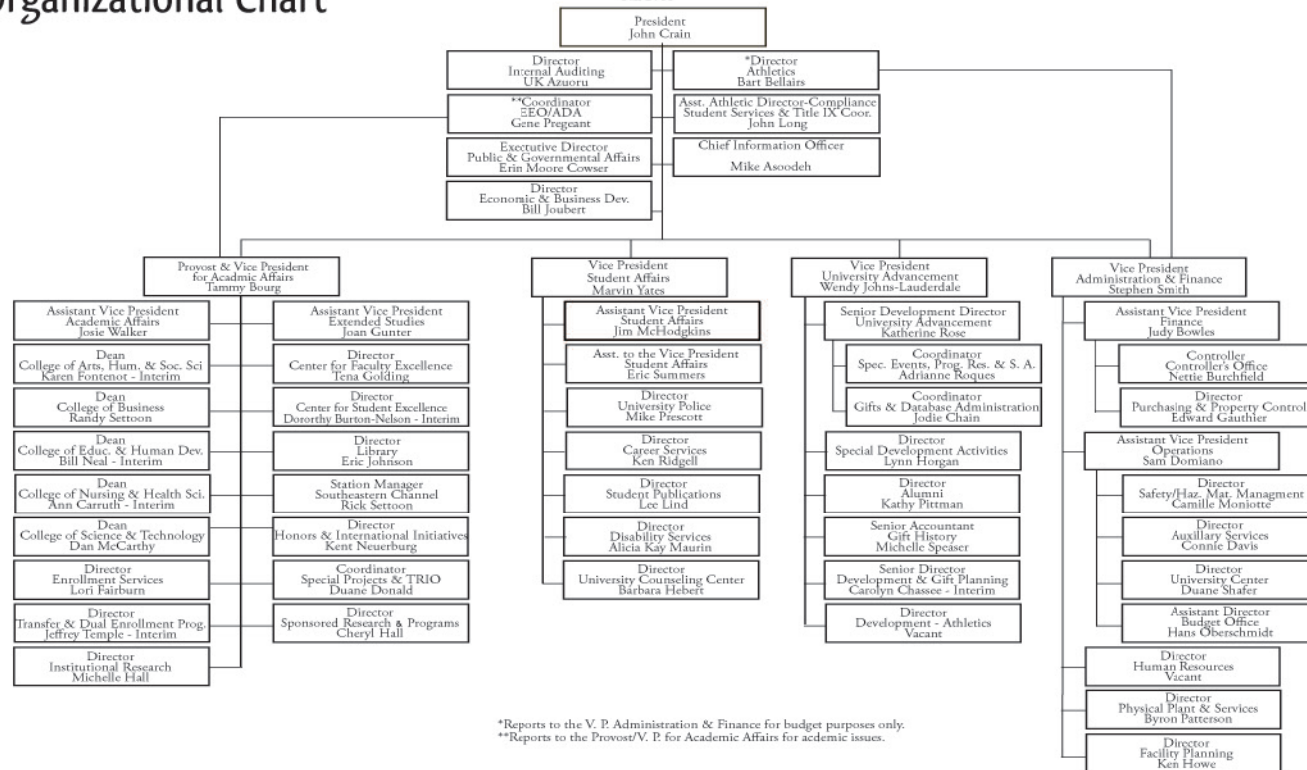 Organizational Chart
President
John Crain
Director
Internal Auditing
UK Azuoru
*Director
Athletics
Bart Bellairs
**Coordinator
EEO/ADA
Gene Pregeant
Asst. Athletic Director-Compliance
Student Services & Title IX Coor.
John Long
Exectutive Director
Public & Governmental Affairs
Erin Moore Cowser
Chief Information Officer
Mike Asoodeh
Director
Economic & Business Dev.
Bill Joubert
Provost & Vice President
for Acadmic Affairs
Tammy Bourg
Assistant Vice President
Academic Affairs
Josie Walker
Assistant Vice President
Extended Studies
Joan Gunter
Dean
College of Arts, Hum. & Soc. Sci
Karen Fontenot - Interim
Director
Center for Faculty Excellence
Tena Golding
Dean
College of Business
Randy Settoon
Director
Center for Student Excellence
Dororthy Burton-Nelson - Interim
Dean
College of Educ. & Human Dev.
Bill Neal - Interim
Director
Library
Eric Johnson
Dean
College of Nursing & Health Sci.
Ann Carruth - Interim
Station Manager
Southeastern Channel
Rick Settoon
Dean
College of Science & Technology
Dan McCarthy
Director
Honors & International Initiatives
Kent Neuerburg
Director
Enrollment Services
Lori Fairburn
Coordinator
Special Projects & TRIO
Duane Donald
Director
Transfer & Dual Enrollment Prog.
Jeffrey Temple - Interim
Director
Sponsored Research & Programs
Cheryl Hall
Director
Institutional Research
Michelle Hall
Vice President
Student Affairs
Marvin Yates
Assistant Vice President
Student Affairs
Jim McHodgkins
Asst. to the Vice President
Student Affairs
Eric Summers
Director
University Police
Mike Prescott
Director
Career Services
Ken Ridgell
Director
Student Publications
Lee Lind
Director
Disability Services
Alicia Kay Maurin
Director
University Counseling Center
Barbara Hebert
Vice President
University Advancement
Wendy Johns-Lauderdale
Senior Development Director
University Advancement
Katherine Rose
Coordinator
Spec. Events, Prog. Res. & S. A.
Adrianne Roques
Coordinator
Gifts & Database Administration
Jodie Chain
Director
Special Development Activities
Lynn Horgan
Director
Alumni
Kathy Pittman
Senior Accountant
Gift History
Michelle Speaser
Senior Director
Development & Gift Planning
Carolyn Chassee - Interim
Director
Development - Athletics
Vacant
Vice President
Administration & Finance
Stephen Smith
Assistant Vice President
Finance
Judy Bowles
Controller
Controller's Office
Nettie Burchfield
Director
Purchasing & Property Control
Edward Gauthier
Assistant Vice President
Operations
Sam Domiano
Director
Safety/Haz. Mat. Managment
Camille Moniotte
Director
Auxillary Services
Connie Davis
Director
University Center
Duane Shafer
Assistant Director
Budget Office
Hans Oberschmidt
Director
Human Resources
Vacant
Director
Physical Plant & Services
Byron Patterson
Director
Facility Planning
Ken Howe
*Reports to the V. P. Administration & Finance for budget purposes only.
**Reports to the Provost/V. P. for Academic Affairs for acdemic issues.